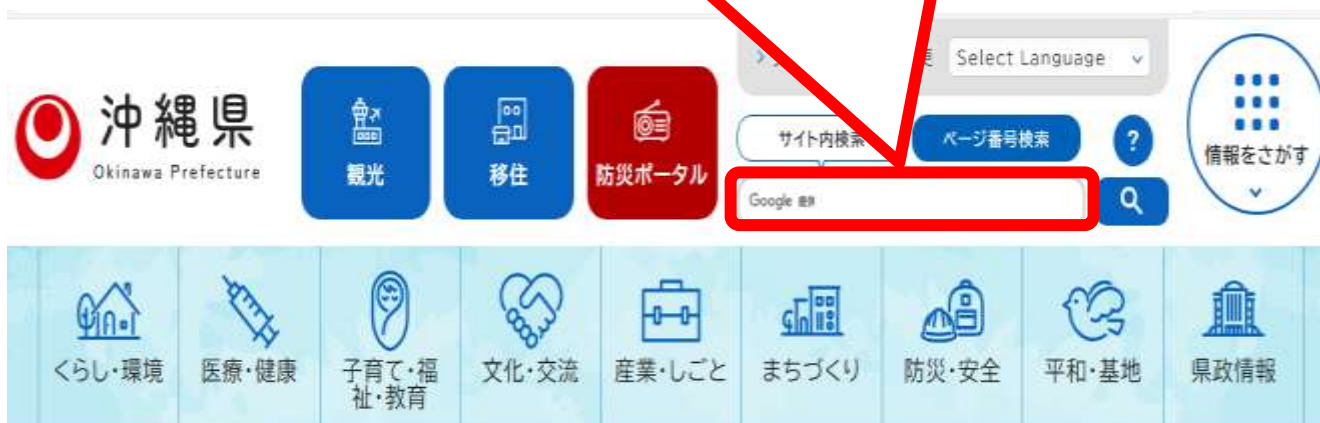 沖縄県
Okinawa Prefecture
観光
移住
防災ポータル
Select Language
サイト内検索
ページ番号検索
?
Google 提供
情報をさがす
くらし・環境
医療・健康
子育て・福
祉・教育
文化・交流
産業・しごと
まちづくり
防災・安全
平和・基地
県政情報